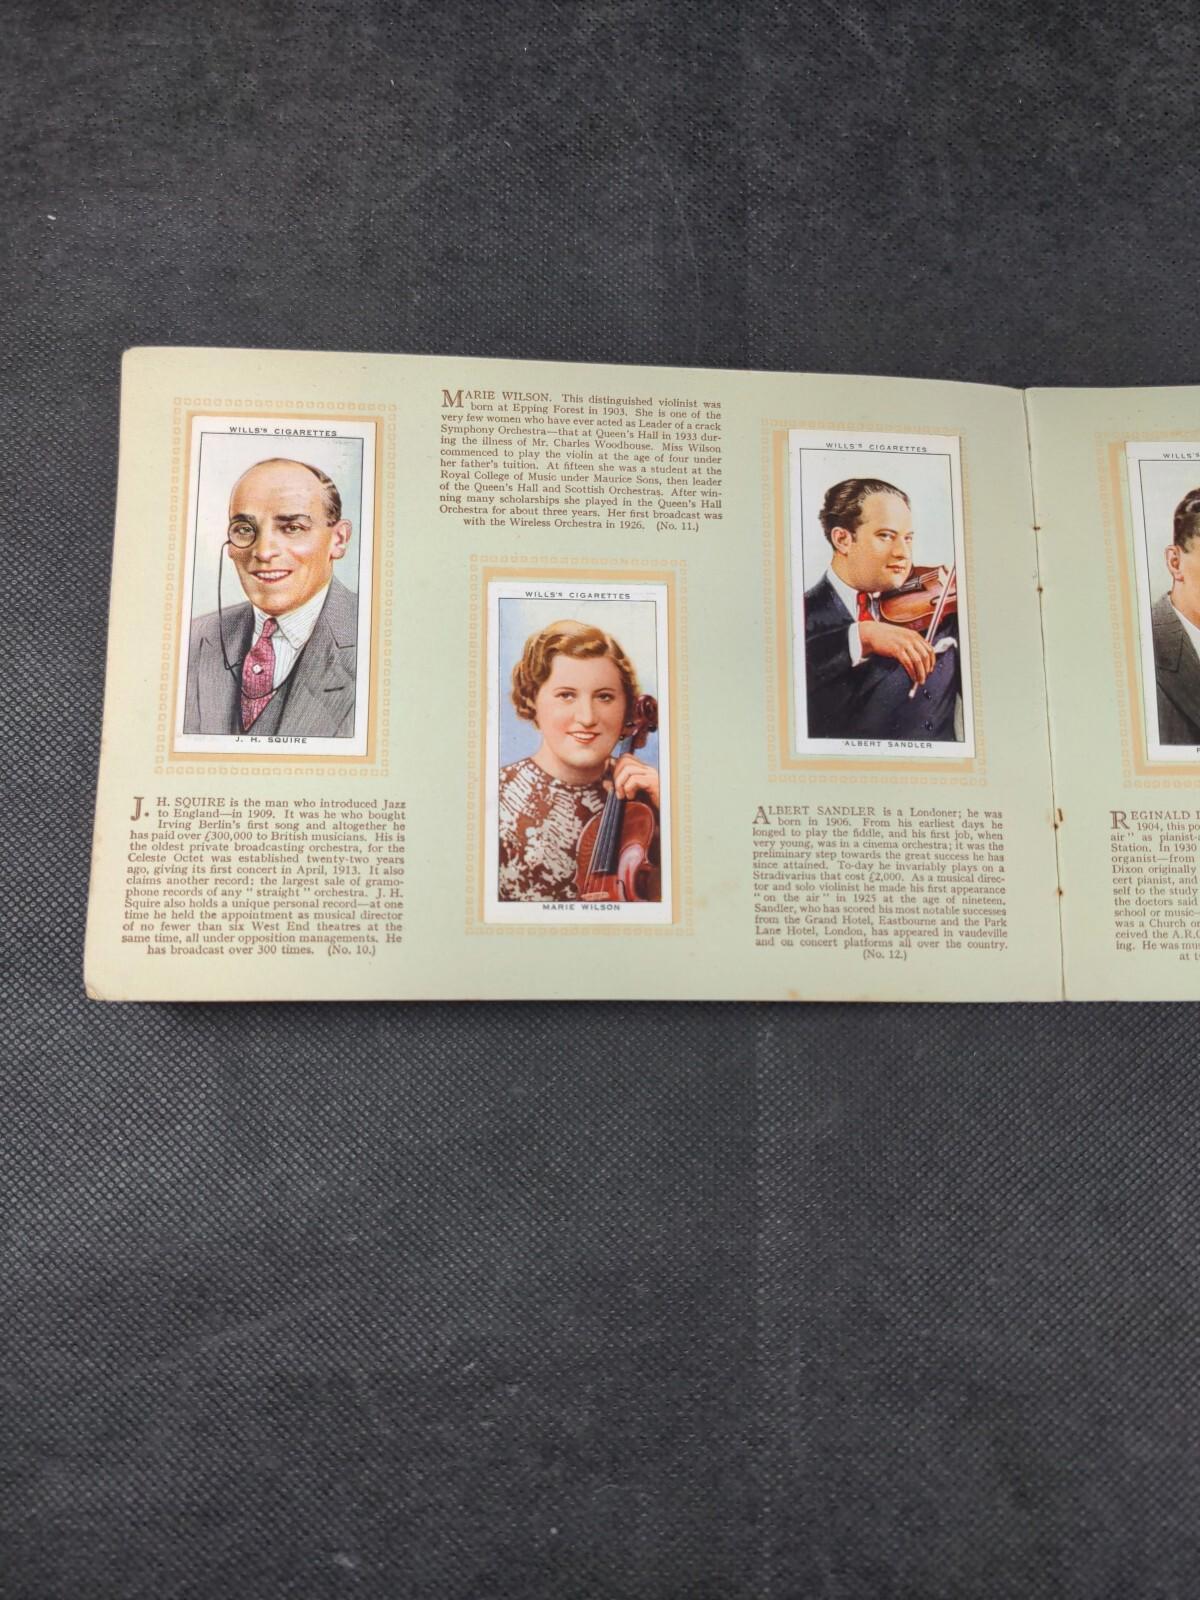 WILLS'S CIGARETTES
J. H. SQUIRE
J. H. SQUIRE is the man who introduced Jazz
to England—in 1909. It was he who bought
Irving Berlin's first song and altogether he
has paid over £300,000 to British musicians. His is
the oldest private broadcasting orchestra, for the
Celeste Octet was established twenty-two years
ago, giving its first concert in April, 1913. It also
claims another record; the largest sale of gramo-
phone records of any "straight" orchestra. J. H.
Squire also holds a unique personal record—at one
time he held the appointment as musical director
of no fewer than six West End theatres at the
same time, all under opposition managements. He
has broadcast over 300 times. (No. 10.)
MARIE WILSON. This distinguished violinist was
born at Epping Forest in 1903. She is one of the
very few women who have ever acted as Leader of a crack
Symphony Orchestra—that at Queen's Hall in 1933 dur-
ing the illness of Mr. Charles Woodhouse. Miss Wilson
commenced to play the violin at the age of four under
her father's tuition. At fifteen she was a student at the
Royal College of Music under Maurice Sons, then leader
of the Queen's Hall and Scottish Orchestras. After win-
ning many scholarships she played in the Queen's Hall
Orchestra for about three years. Her first broadcast was
with the Wireless Orchestra in 1926. (No. 11.)
WILLS'S CIGARETTES
MARIE WILSON
WILLS'S CIGARETTES
ALBERT SANDLER
ALBERT SANDLER is a Londoner; he was
born in 1906. From his earliest days he
longed to play the fiddle, and his first job, when
very young, was in a cinema orchestra; it was the
preliminary step towards the great success he has
since attained. To-day he invariably plays on a
Stradivarius that cost £2,000. As a musical direc-
tor and solo violinist he made his first appearance
"on the air" in 1925 at the age of nineteen.
Sandler, who has scored his most notable successes
from the Grand Hotel, Eastbourne and the Park
Lane Hotel, London, has appeared in vaudeville
and on concert platforms all over the country.
(No. 12.)
WILLS'S
REGINALD
1904, this
air" as pianist-
Station. In 1930
organist—from
Dixon originally
cert pianist, and
self to the study
the doctors said
school or music-
was a Church or
ceived the A.R.C
ing. He was mus
at